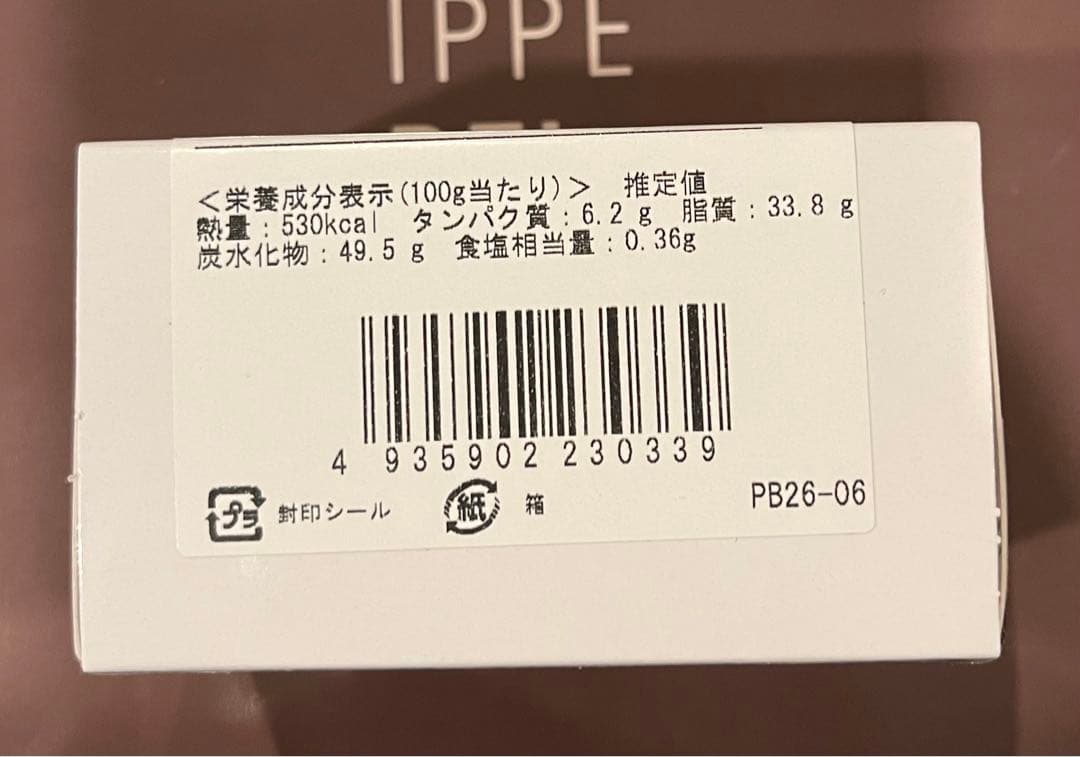 IPPE
<栄養成分表示(100g当たり)> 推定値
熱量:530kcal タンパク質:6.2 g 脂質:33.8 g
炭水化物:49.5 g 食塩相当量:0.36g
4 935902 230339
プラ 封印シール 紙 箱 PB26-06